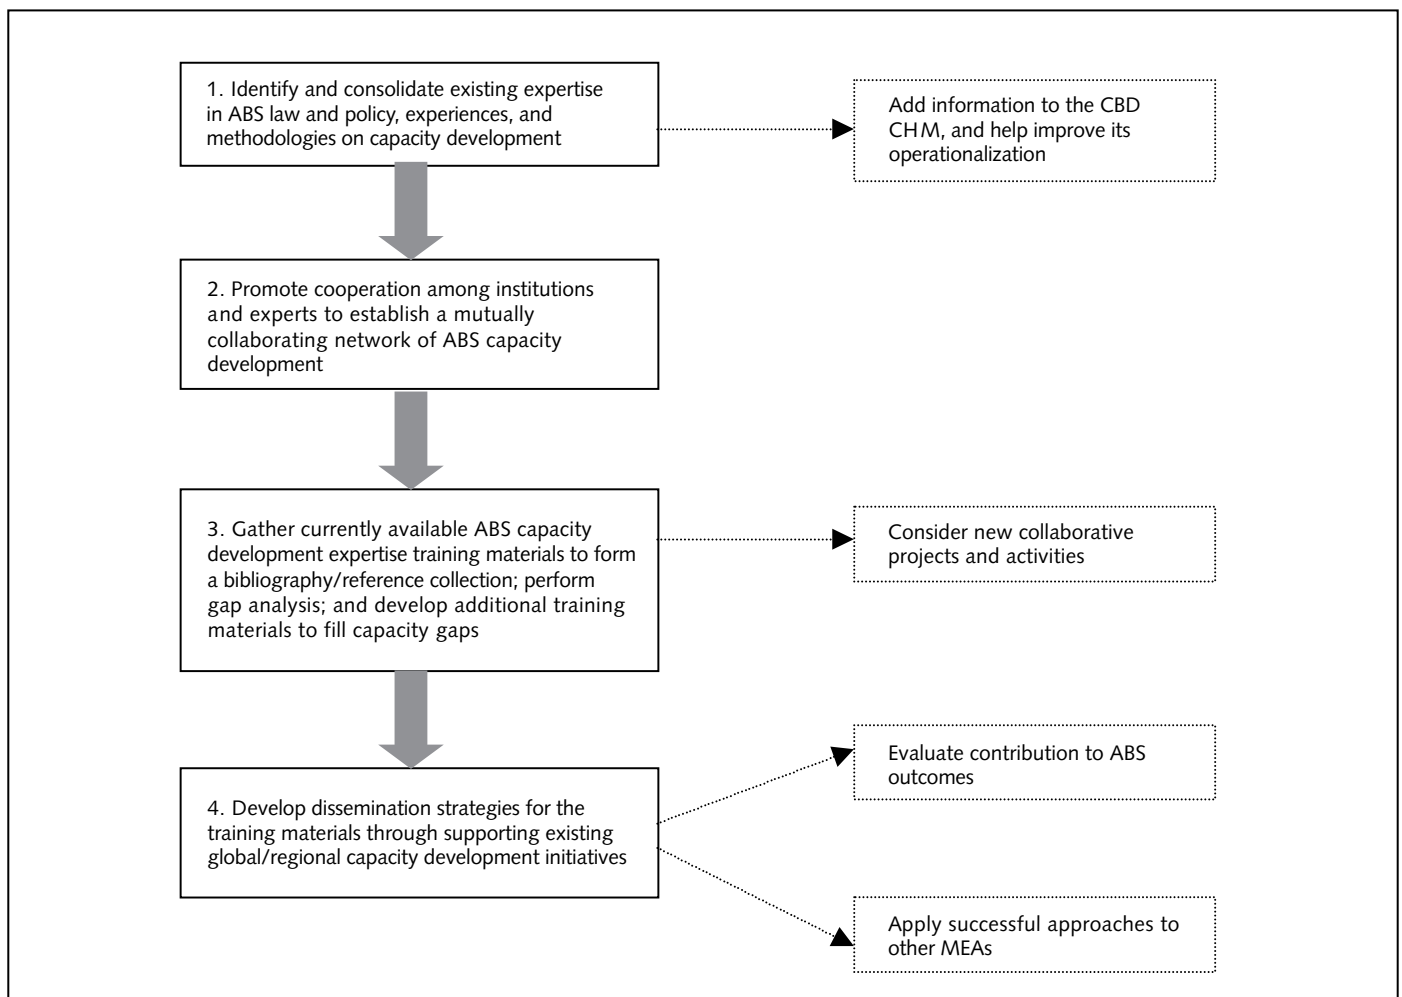 1. Identify and consolidate existing expertise
in ABS law and policy, experiences, and
methodologies on capacity development
Add information to the CBD
CHM, and help improve its
operationalization
2. Promote cooperation among institutions
and experts to establish a mutually
collaborating network of ABS capacity
development
3. Gather currently available ABS capacity
development expertise training materials to form
a bibliography/reference collection; perform
gap analysis; and develop additional training
materials to fill capacity gaps
Consider new collaborative
projects and activities
4. Develop dissemination strategies for the
training materials through supporting existing
global/regional capacity development initiatives
Evaluate contribution to ABS
outcomes
Apply successful approaches to
other MEAs